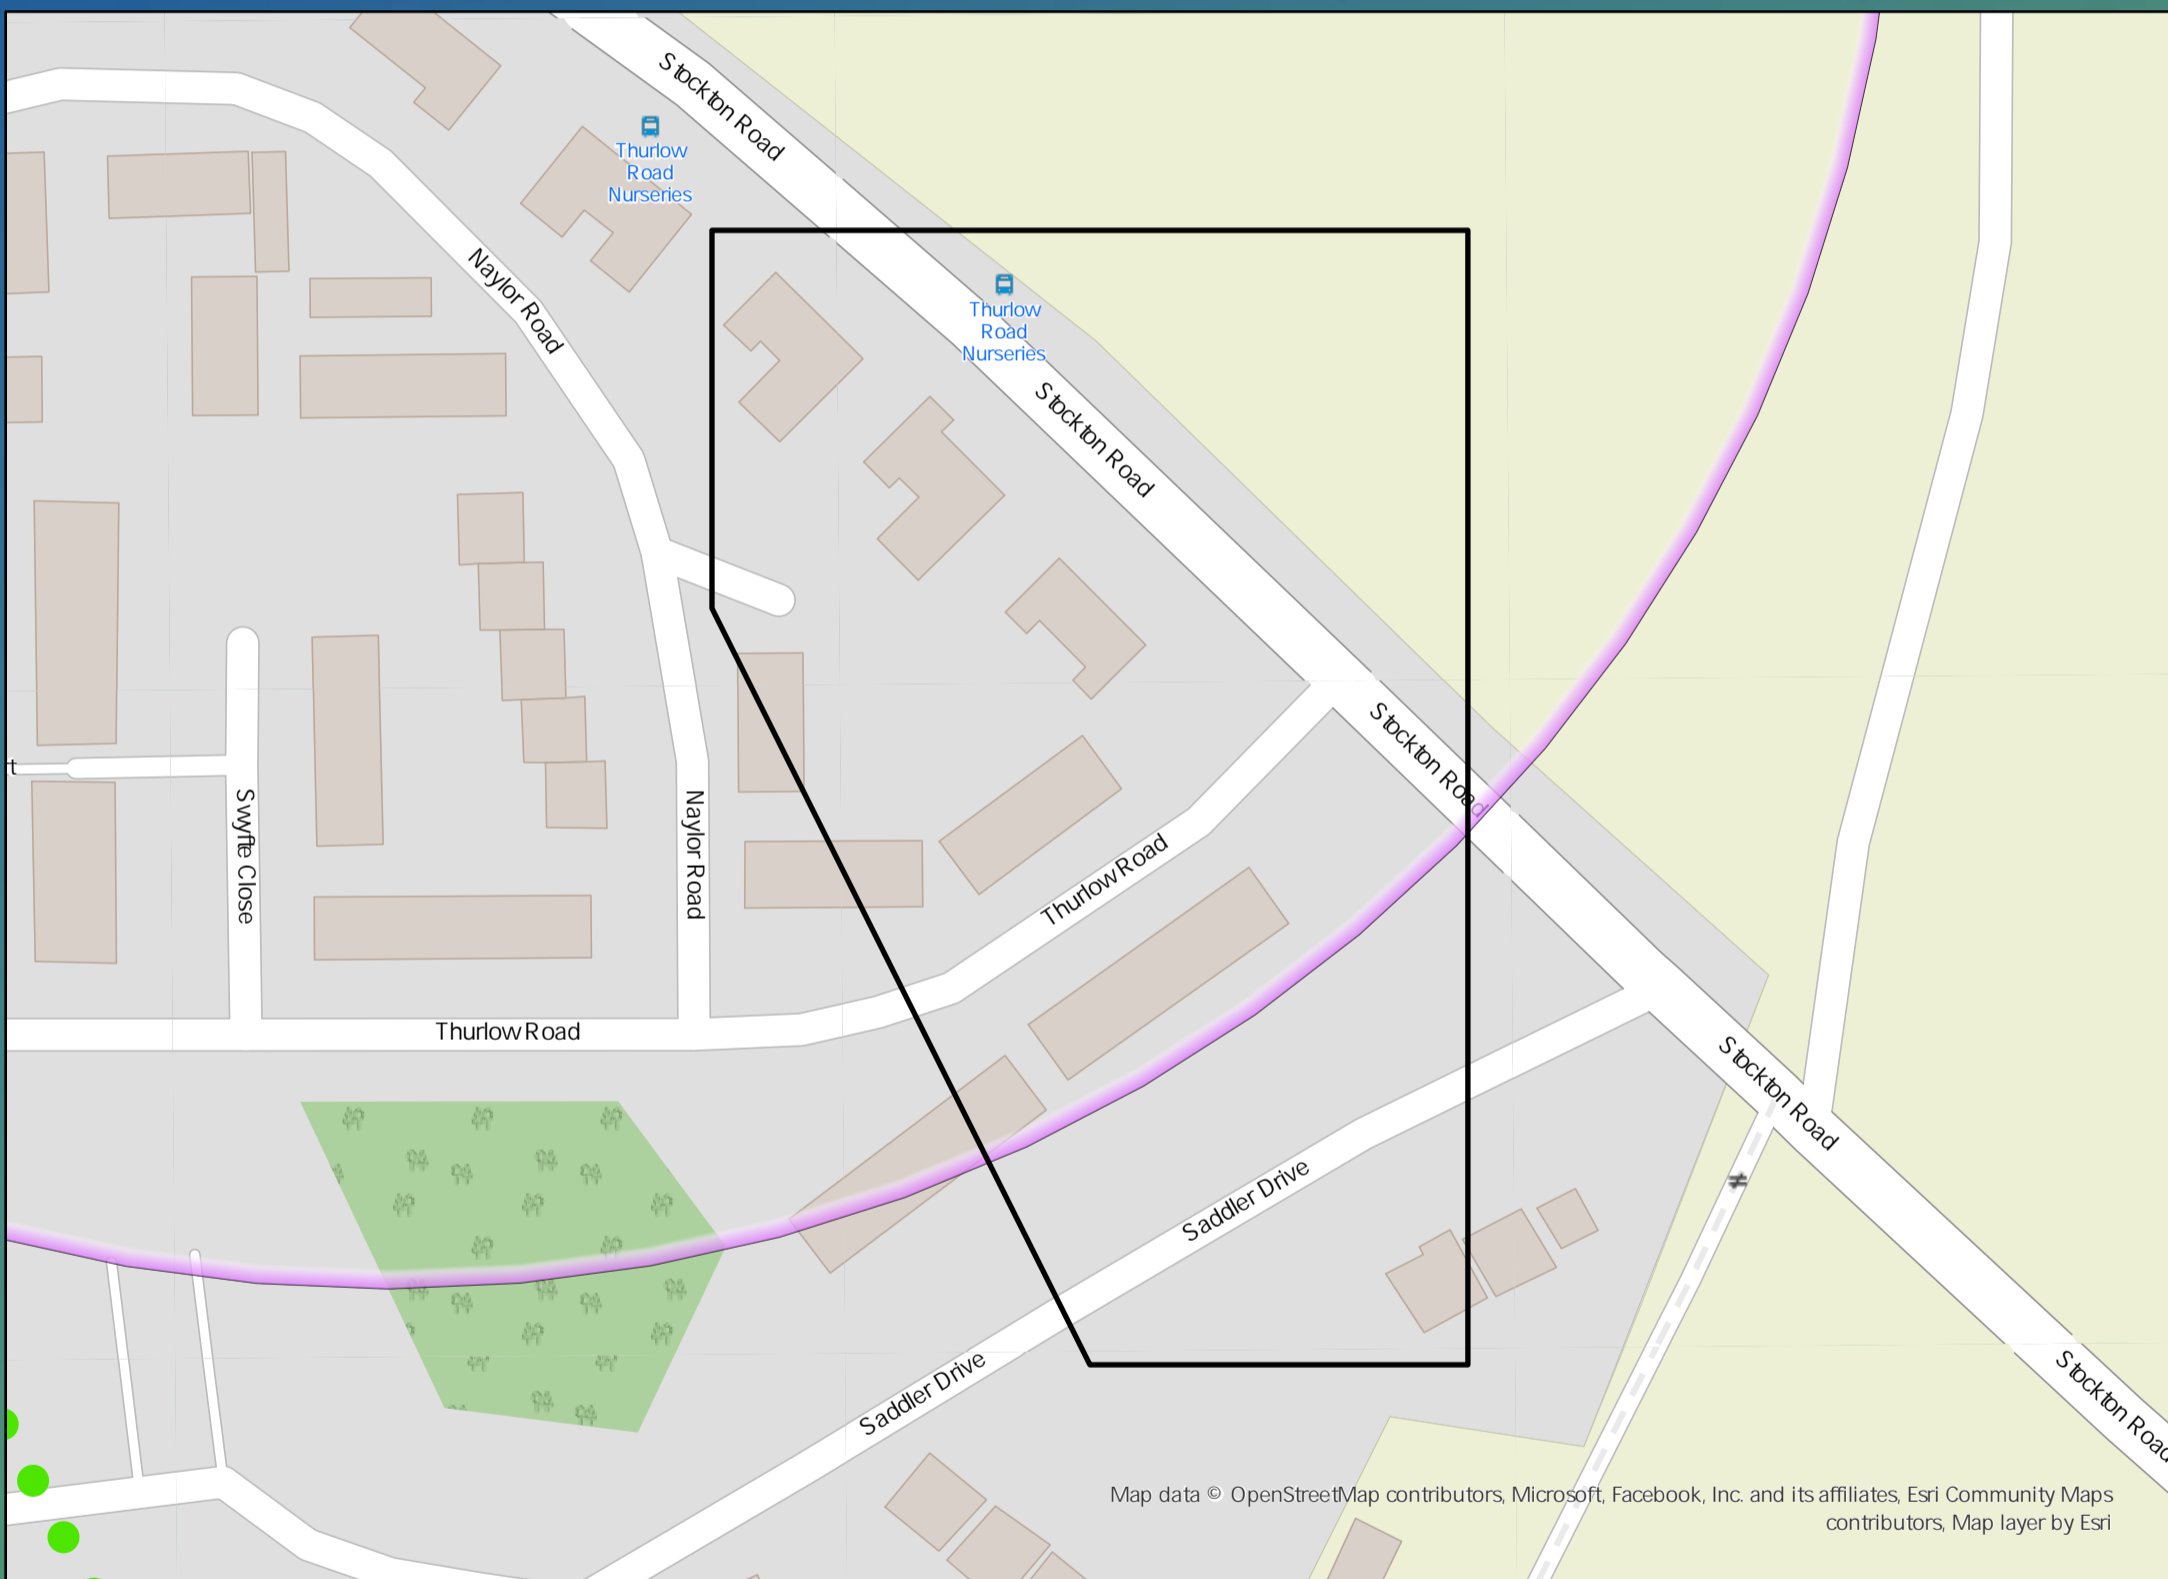 Stockton Road
Thurlow
Road
Nurseries
Naylor Road
Thurlow
Road
Nurseries
Stockton Road
Stockton Road
t
Swyfte Close
Naylor Road
Thurlow Road
Thurlow Road
Stockton Road
Saddler Drive
Saddler Drive
Stockton Road
Map data © OpenStreetMap contributors, Microsoft, Facebook, Inc. and its affiliates, Esri Community Maps
contributors, Map layer by Esri